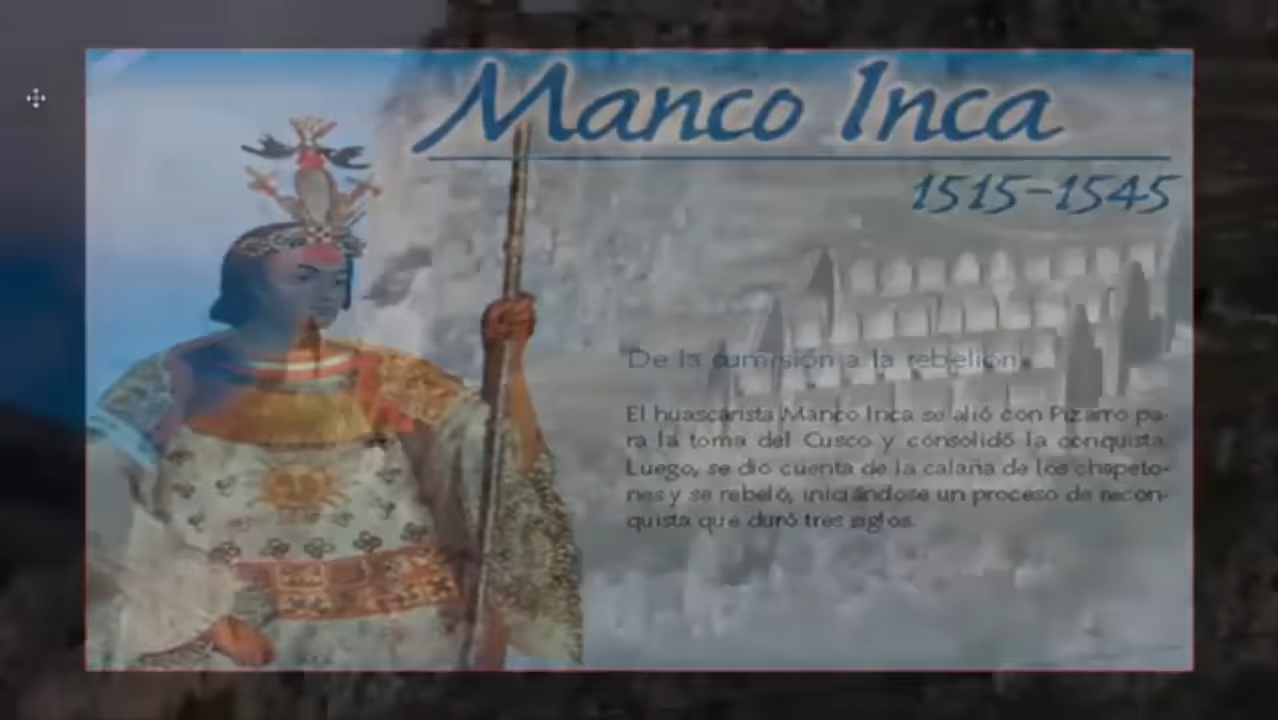 Manco Inca
1515-1545
De la sumisión a la rebelión
El huascarista Manco Inca se alió con Pizarro pa-
ra la toma del Cusco y consolidó la conquista.
Luego, se dio cuenta de la calaña de los chapeto-
nes y se rebeló, iniciándose un proceso de recon-
quista que duró tres siglos.